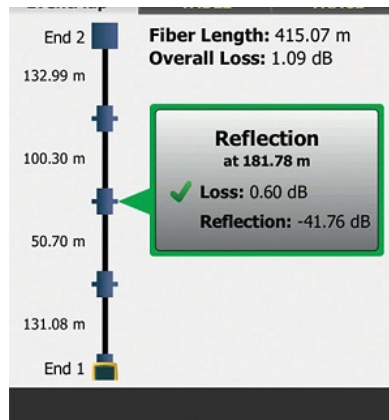 End 2
Fiber Length: 415.07 m
Overall Loss: 1.09 dB
132.99 m
100.30 m
Reflection
at 181.78 m
Loss: 0.60 dB
Reflection: -41.76 dB
50.70 m
131.08 m
End 1